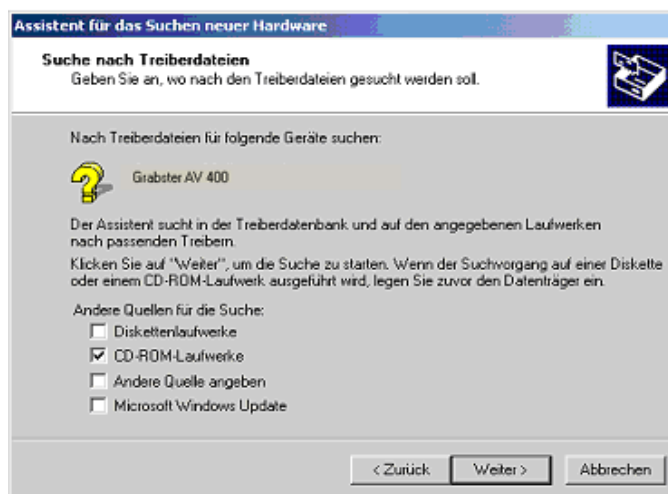 Assistent für das Suchen neuer Hardware
Suche nach Treiberdateien
Geben Sie an, wo nach den Treiberdateien gesucht werden soll.
Nach Treiberdateien für folgende Geräte suchen:
Grabster AV 400
Der Assistent sucht in der Treiberdatenbank und auf den angegebenen Laufwerken
nach passenden Treibern.
Klicken Sie auf "Weiter", um die Suche zu starten. Wenn der Suchvorgang auf einer Diskette
oder einem CD-ROM-Laufwerk ausgeführt wird, legen Sie zuvor den Datenträger ein.
Andere Quellen für die Suche:
Diskettenlaufwerke
CD-ROM-Laufwerke
Andere Quelle angeben
Microsoft Windows Update
< Zurück Weiter > Abbrechen